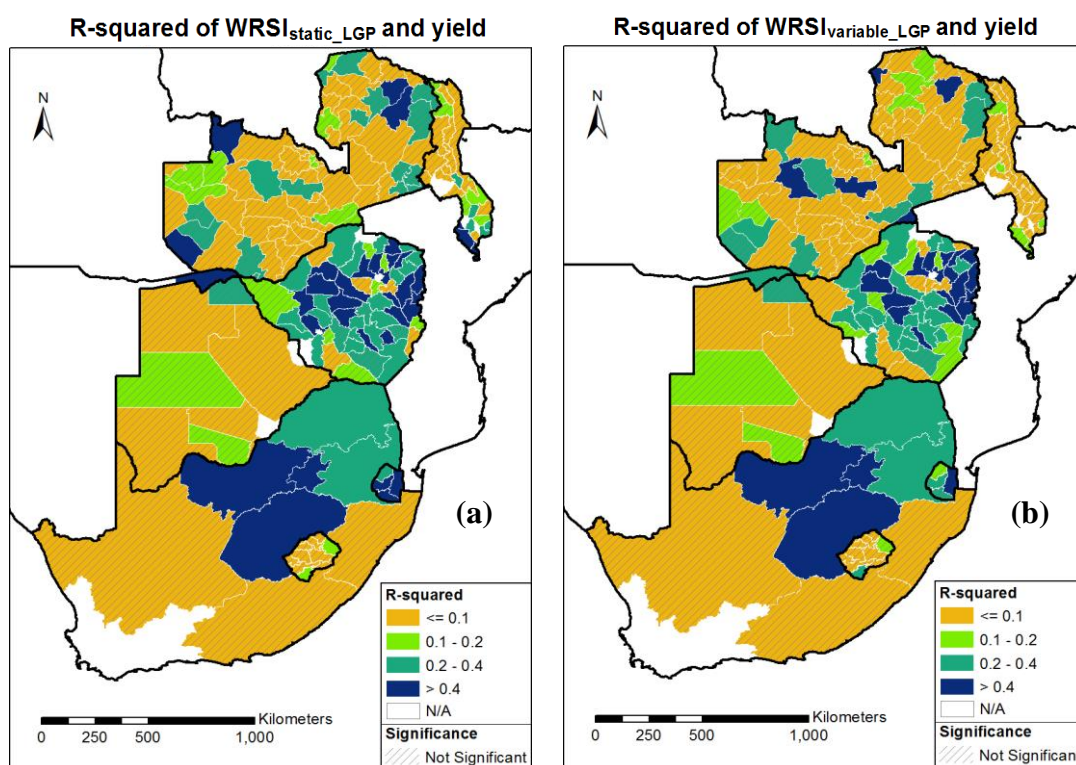 R-squared of WRSIstatic_LGP and yield
N
(a)
R-squared
<= 0.1
0.1 - 0.2
0.2 - 0.4
> 0.4
N/A
Significance
Not Significant
Kilometers
0 250 500 1,000
R-squared of WRSIvariable_LGP and yield
N
(b)
R-squared
<= 0.1
0.1 - 0.2
0.2 - 0.4
> 0.4
N/A
Significance
Not Significant
Kilometers
0 250 500 1,000